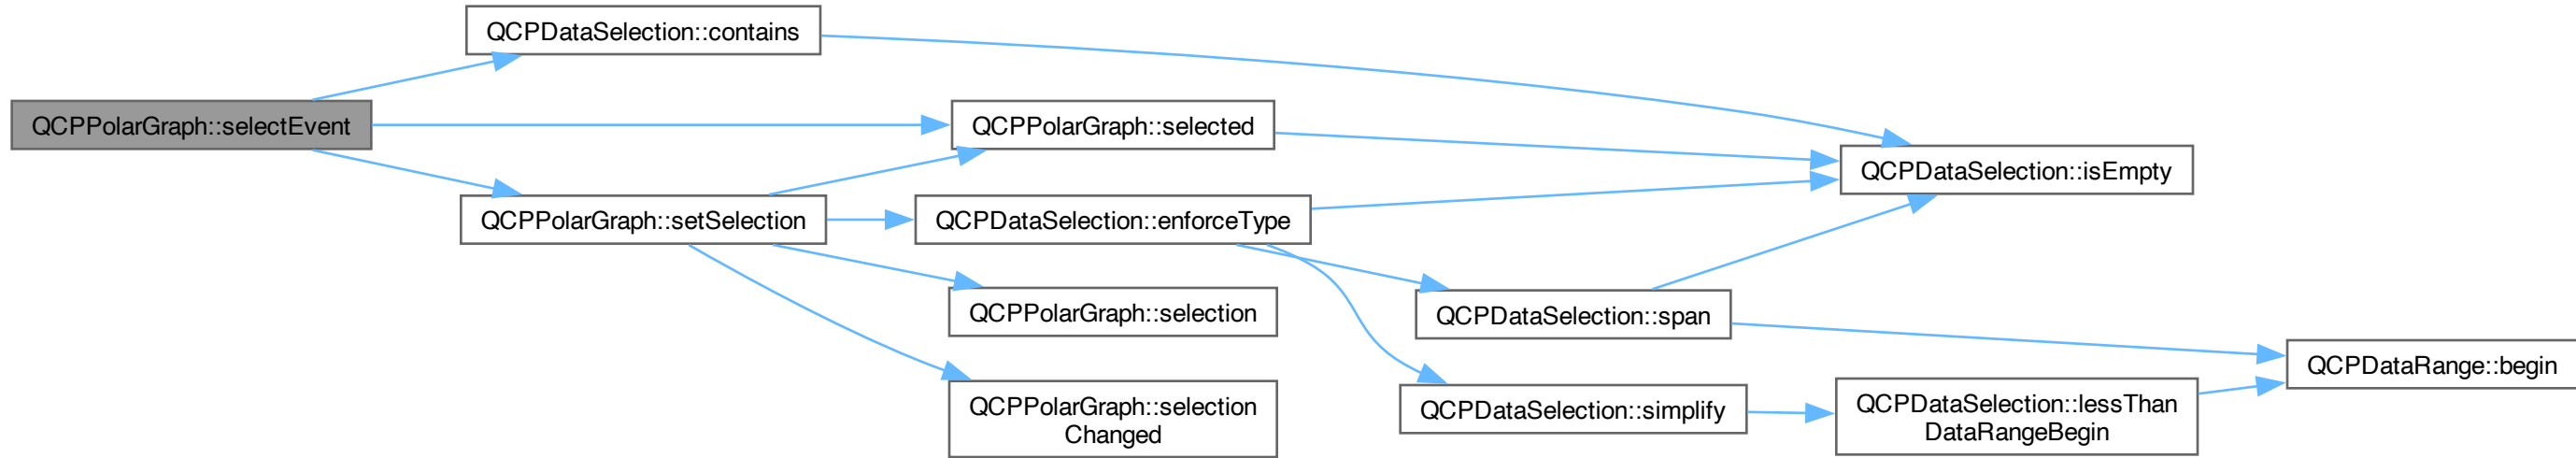 QCPDataSelection::contains
QCPPolarGraph::selectEvent
QCPPolarGraph::selected
QCPDataSelection::isEmpty
QCPPolarGraph::setSelection
QCPDataSelection::enforceType
QCPPolarGraph::selection
QCPDataSelection::span
QCPDataRange::begin
QCPPolarGraph::selection
Changed
QCPDataSelection::simplify
QCPDataSelection::lessThan
DataRangeBegin